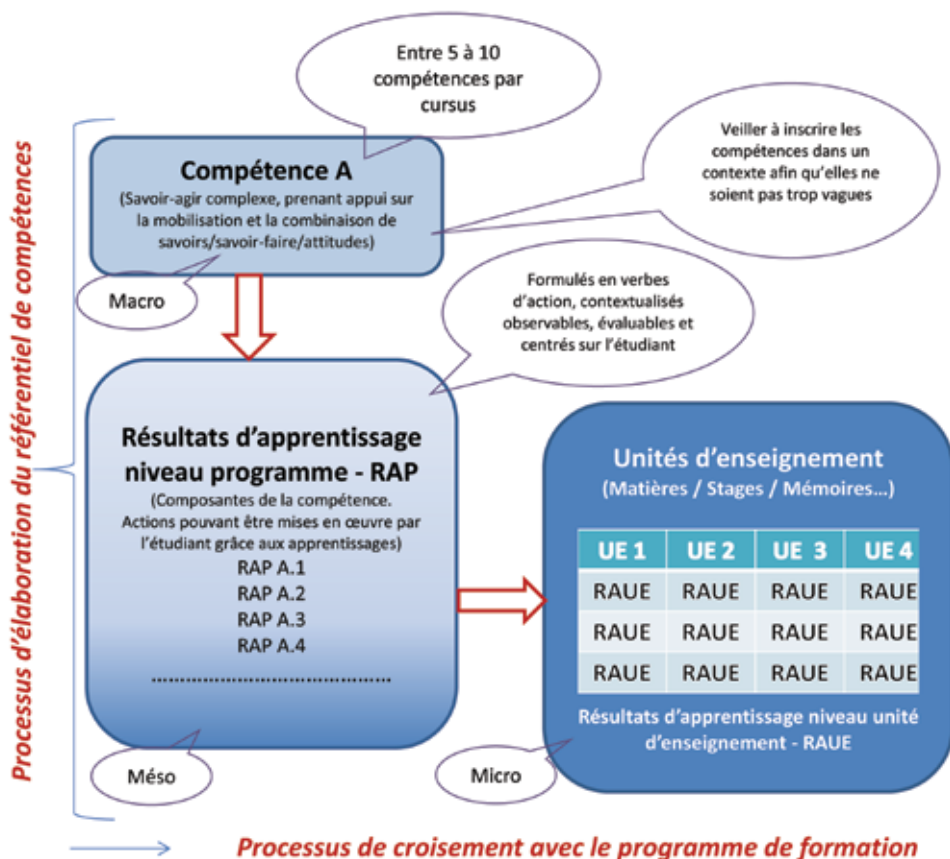 Entre 5 à 10
compétences par
cursus
Processus d'élaboration du référentiel de compétences
Compétence A
(Savoir-agir complexe, prenant appui sur
la mobilisation et la combinaison de
savoirs/savoir-faire/attitudes)
Veiller à inscrire les
compétences dans un
contexte afin qu'elles ne
soient pas trop vagues
Macro
Formulés en verbes
d'action, contextualisés
observables, évaluables et
centrés sur l'étudiant
Résultats d'apprentissage
niveau programme - RAP
(Composantes de la compétence.
Actions pouvant être mises en œuvre par
l'étudiant grâce aux apprentissages)
RAP A.1
RAP A.2
RAP A.3
RAP A.4
............................................
Méso
Unités d'enseignement
(Matières / Stages / Mémoires...)
UE 1 UE 2 UE 3 UE 4
RAUE RAUE RAUE RAUE
RAUE RAUE RAUE RAUE
RAUE RAUE RAUE RAUE
Résultats d'apprentissage niveau unité
d'enseignement - RAUE
Micro
Processus de croisement avec le programme de formation